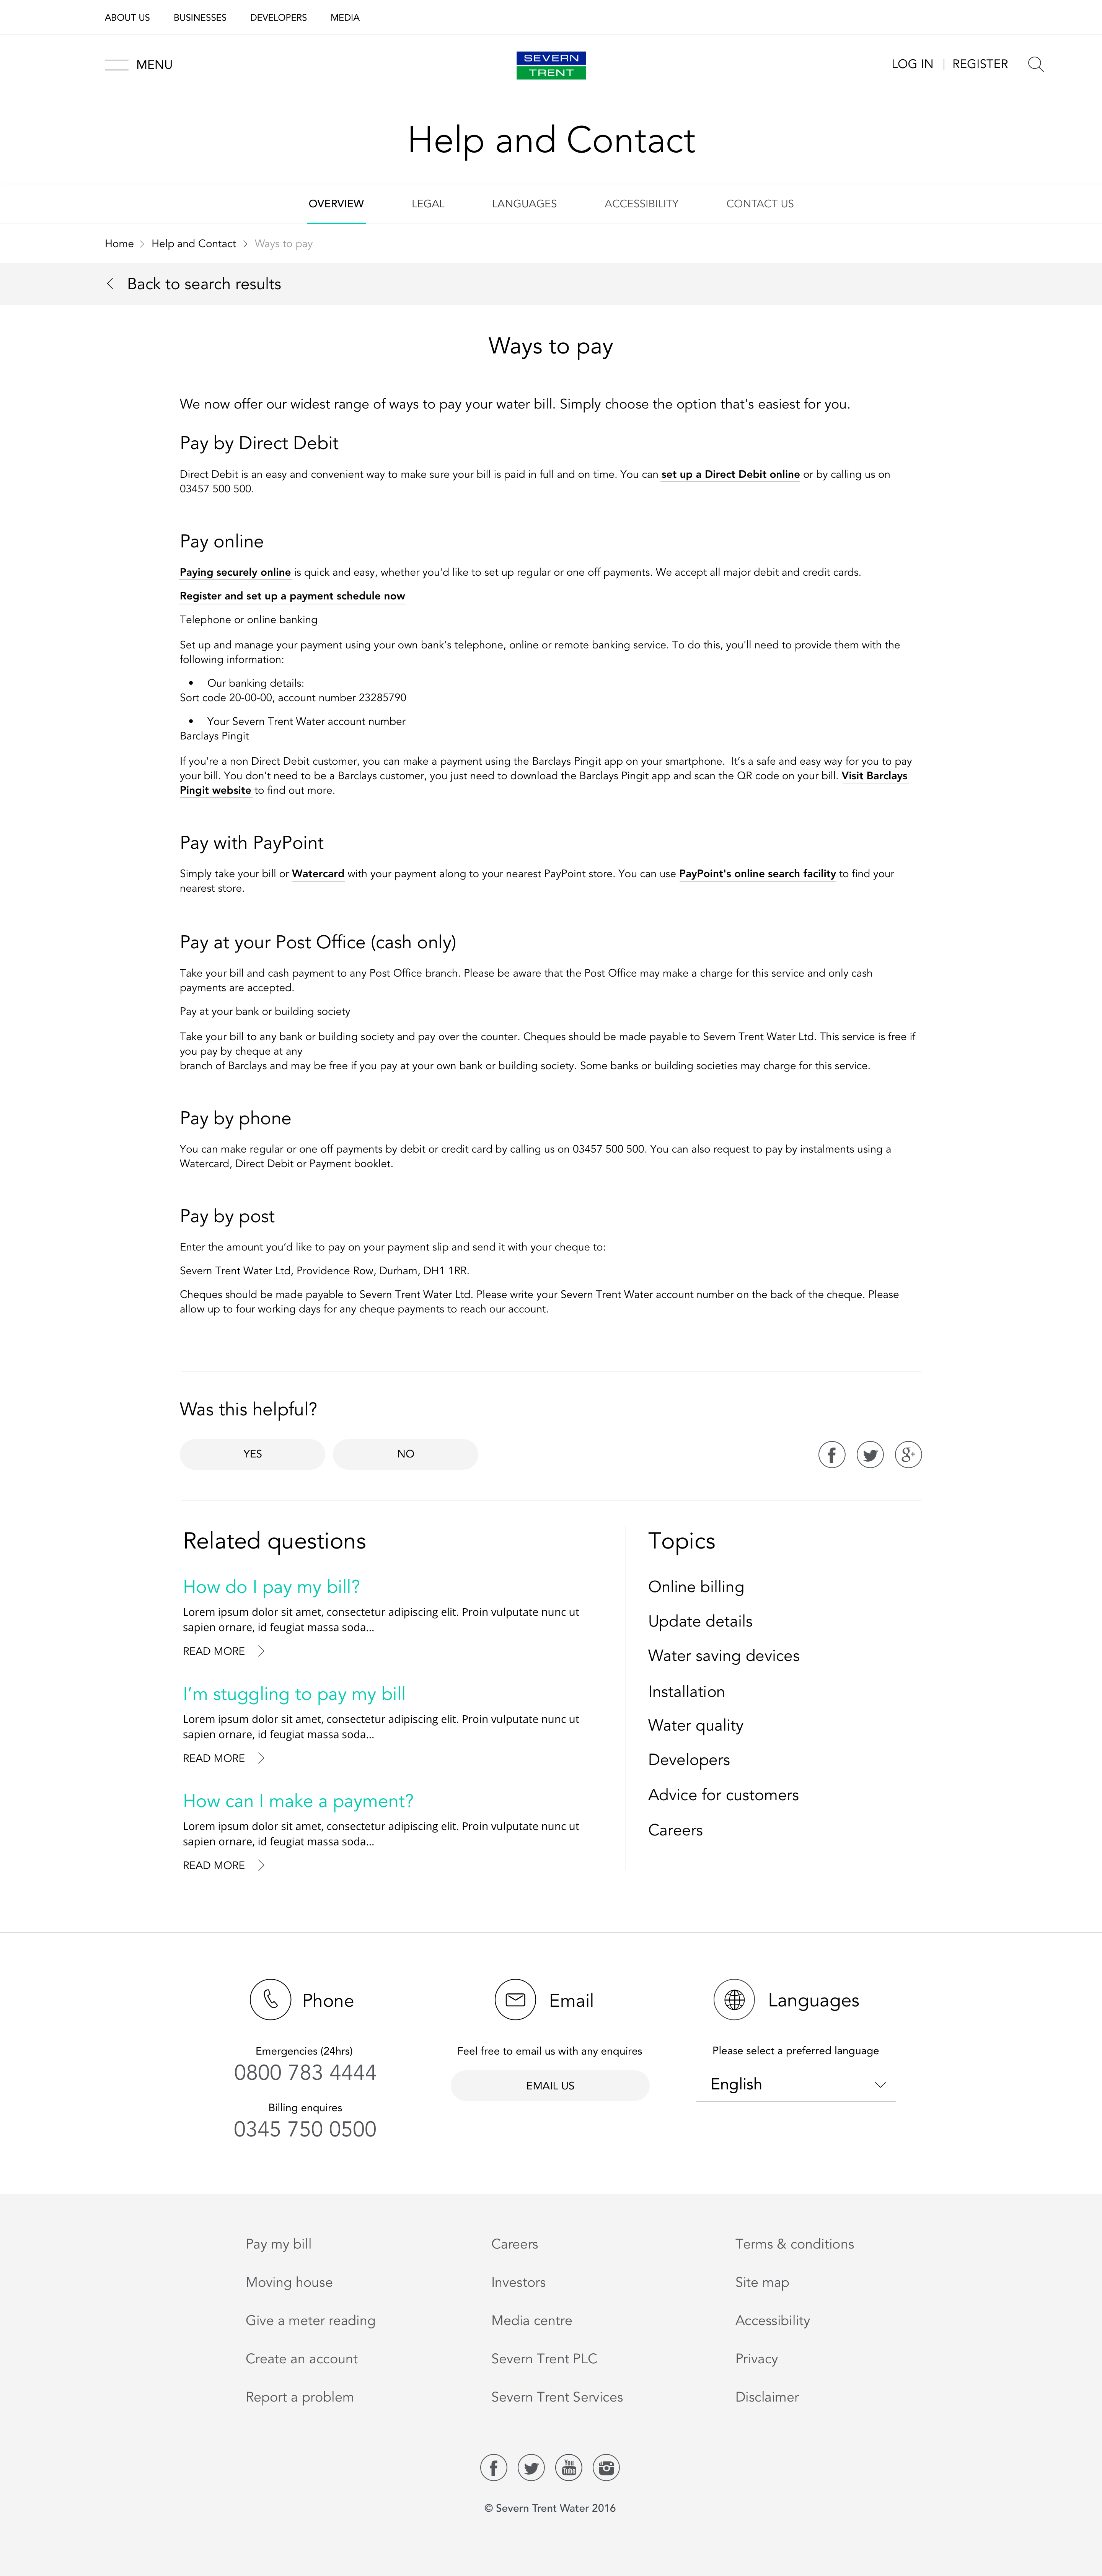 ABOUT US BUSINESSES DEVELOPERS MEDIA
MENU
SEVERN
TRENT
LOG IN | REGISTER
Help and Contact
OVERVIEW LEGAL LANGUAGES ACCESSIBILITY CONTACT US
Home > Help and Contact > Ways to pay
Back to search results
Ways to pay
We now offer our widest range of ways to pay your water bill. Simply choose the option that's easiest for you.
Pay by Direct Debit
Direct Debit is an easy and convenient way to make sure your bill is paid in full and on time. You can set up a Direct Debit online or by calling us on
03457 500 500.
Pay online
Paying securely online is quick and easy, whether you'd like to set up regular or one off payments. We accept all major debit and credit cards.
Register and set up a payment schedule now
Telephone or online banking
Set up and manage your payment using your own bank’s telephone, online or remote banking service. To do this, you'll need to provide them with the
following information:
• Our banking details:
Sort code 20-00-00, account number 23285790
• Your Severn Trent Water account number
Barclays Pingit
If you're a non Direct Debit customer, you can make a payment using the Barclays Pingit app on your smartphone.  It’s a safe and easy way for you to pay
your bill. You don't need to be a Barclays customer, you just need to download the Barclays Pingit app and scan the QR code on your bill. Visit Barclays
Pingit website to find out more.
Pay with PayPoint
Simply take your bill or Watercard with your payment along to your nearest PayPoint store. You can use PayPoint's online search facility to find your
nearest store.
Pay at your Post Office (cash only)
Take your bill and cash payment to any Post Office branch. Please be aware that the Post Office may make a charge for this service and only cash
payments are accepted.
Pay at your bank or building society
Take your bill to any bank or building society and pay over the counter. Cheques should be made payable to Severn Trent Water Ltd. This service is free if
you pay by cheque at any
branch of Barclays and may be free if you pay at your own bank or building society. Some banks or building societies may charge for this service.
Pay by phone
You can make regular or one off payments by debit or credit card by calling us on 03457 500 500. You can also request to pay by instalments using a
Watercard, Direct Debit or Payment booklet.
Pay by post
Enter the amount you’d like to pay on your payment slip and send it with your cheque to:
Severn Trent Water Ltd, Providence Row, Durham, DH1 1RR.
Cheques should be made payable to Severn Trent Water Ltd. Please write your Severn Trent Water account number on the back of the cheque. Please
allow up to four working days for any cheque payments to reach our account.
Was this helpful?
YES NO
Related questions
How do I pay my bill?
Lorem ipsum dolor sit amet, consectetur adipiscing elit. Proin vulputate nunc ut
sapien ornare, id feugiat massa soda...
READ MORE
I’m stuggling to pay my bill
Lorem ipsum dolor sit amet, consectetur adipiscing elit. Proin vulputate nunc ut
sapien ornare, id feugiat massa soda...
READ MORE
How can I make a payment?
Lorem ipsum dolor sit amet, consectetur adipiscing elit. Proin vulputate nunc ut
sapien ornare, id feugiat massa soda...
READ MORE
Topics
Online billing
Update details
Water saving devices
Installation
Water quality
Developers
Advice for customers
Careers
Phone
Emergencies (24hrs)
0800 783 4444
Billing enquires
0345 750 0500
Email
Feel free to email us with any enquires
EMAIL US
Languages
Please select a preferred language
English
Pay my bill
Moving house
Give a meter reading
Create an account
Report a problem
Careers
Investors
Media centre
Severn Trent PLC
Severn Trent Services
Terms & conditions
Site map
Accessibility
Privacy
Disclaimer
You
Tube
© Severn Trent Water 2016